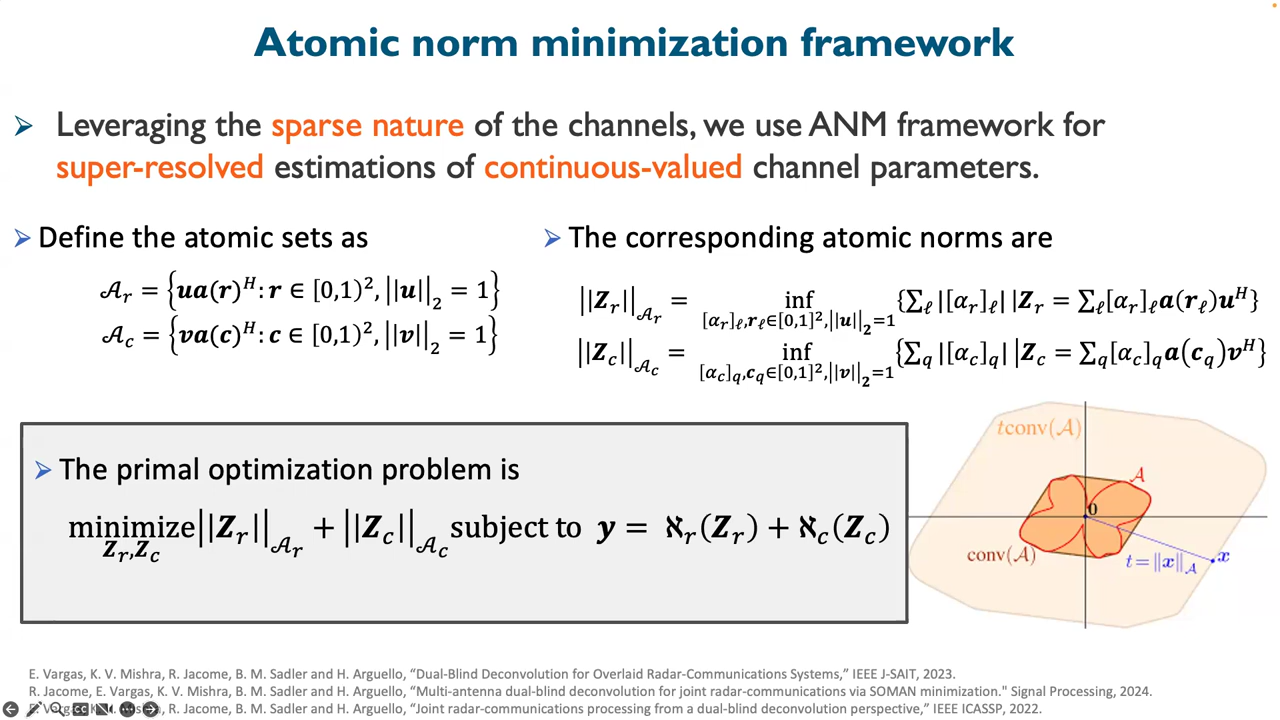 Atomic norm minimization framework
➢ Leveraging the sparse nature of the channels, we use ANM framework for
super-resolved estimations of continuous-valued channel parameters.
➢ Define the atomic sets as
𝒜_r = {𝒖𝒂(𝒓)^H: 𝒓 ∈ [0,1)^2, ||𝒖||_2 = 1}
𝒜_c = {𝒗𝒂(𝒄)^H: 𝒄 ∈ [0,1)^2, ||𝒗||_2 = 1}
➢ The corresponding atomic norms are
||𝒁_r||_{𝒜_r} = inf_{[α_r]_ℓ, 𝒓_ℓ∈[0,1]^2, ||𝒖||_2=1} {∑_ℓ |[α_r]_ℓ| |𝒁_r = ∑_ℓ[α_r]_ℓ 𝒂(𝒓_ℓ)𝒖^H}
||𝒁_c||_{𝒜_c} = inf_{[α_c]_q, 𝒄_q∈[0,1]^2, ||𝒗||_2=1} {∑_q |[α_c]_q| |𝒁_c = ∑_q[α_c]_q 𝒂(𝒄_q)𝒗^H}
➢ The primal optimization problem is
minimize_{𝒁_r,𝒁_c} ||𝒁_r||_{𝒜_r} + ||𝒁_c||_{𝒜_c} subject to 𝒚 = ℵ_r(𝒁_r) + ℵ_c(𝒁_c)
tconv(𝒜)
𝒜
0
conv(𝒜)
t=‖𝒙‖_𝒜
𝒙
E. Vargas, K. V. Mishra, R. Jacome, B. M. Sadler and H. Arguello, “Dual-Blind Deconvolution for Overlaid Radar-Communications Systems,” IEEE J-SAIT, 2023.
R. Jacome, E. Vargas, K. V. Mishra, B. M. Sadler and H. Arguello, “Multi-antenna dual-blind deconvolution for joint radar-communications via SOMAN minimization." Signal Processing, 2024.
E. Vargas, K. V. Mishra, R. Jacome, B. M. Sadler and H. Arguello, “Joint radar-communications processing from a dual-blind deconvolution perspective,” IEEE ICASSP, 2022.